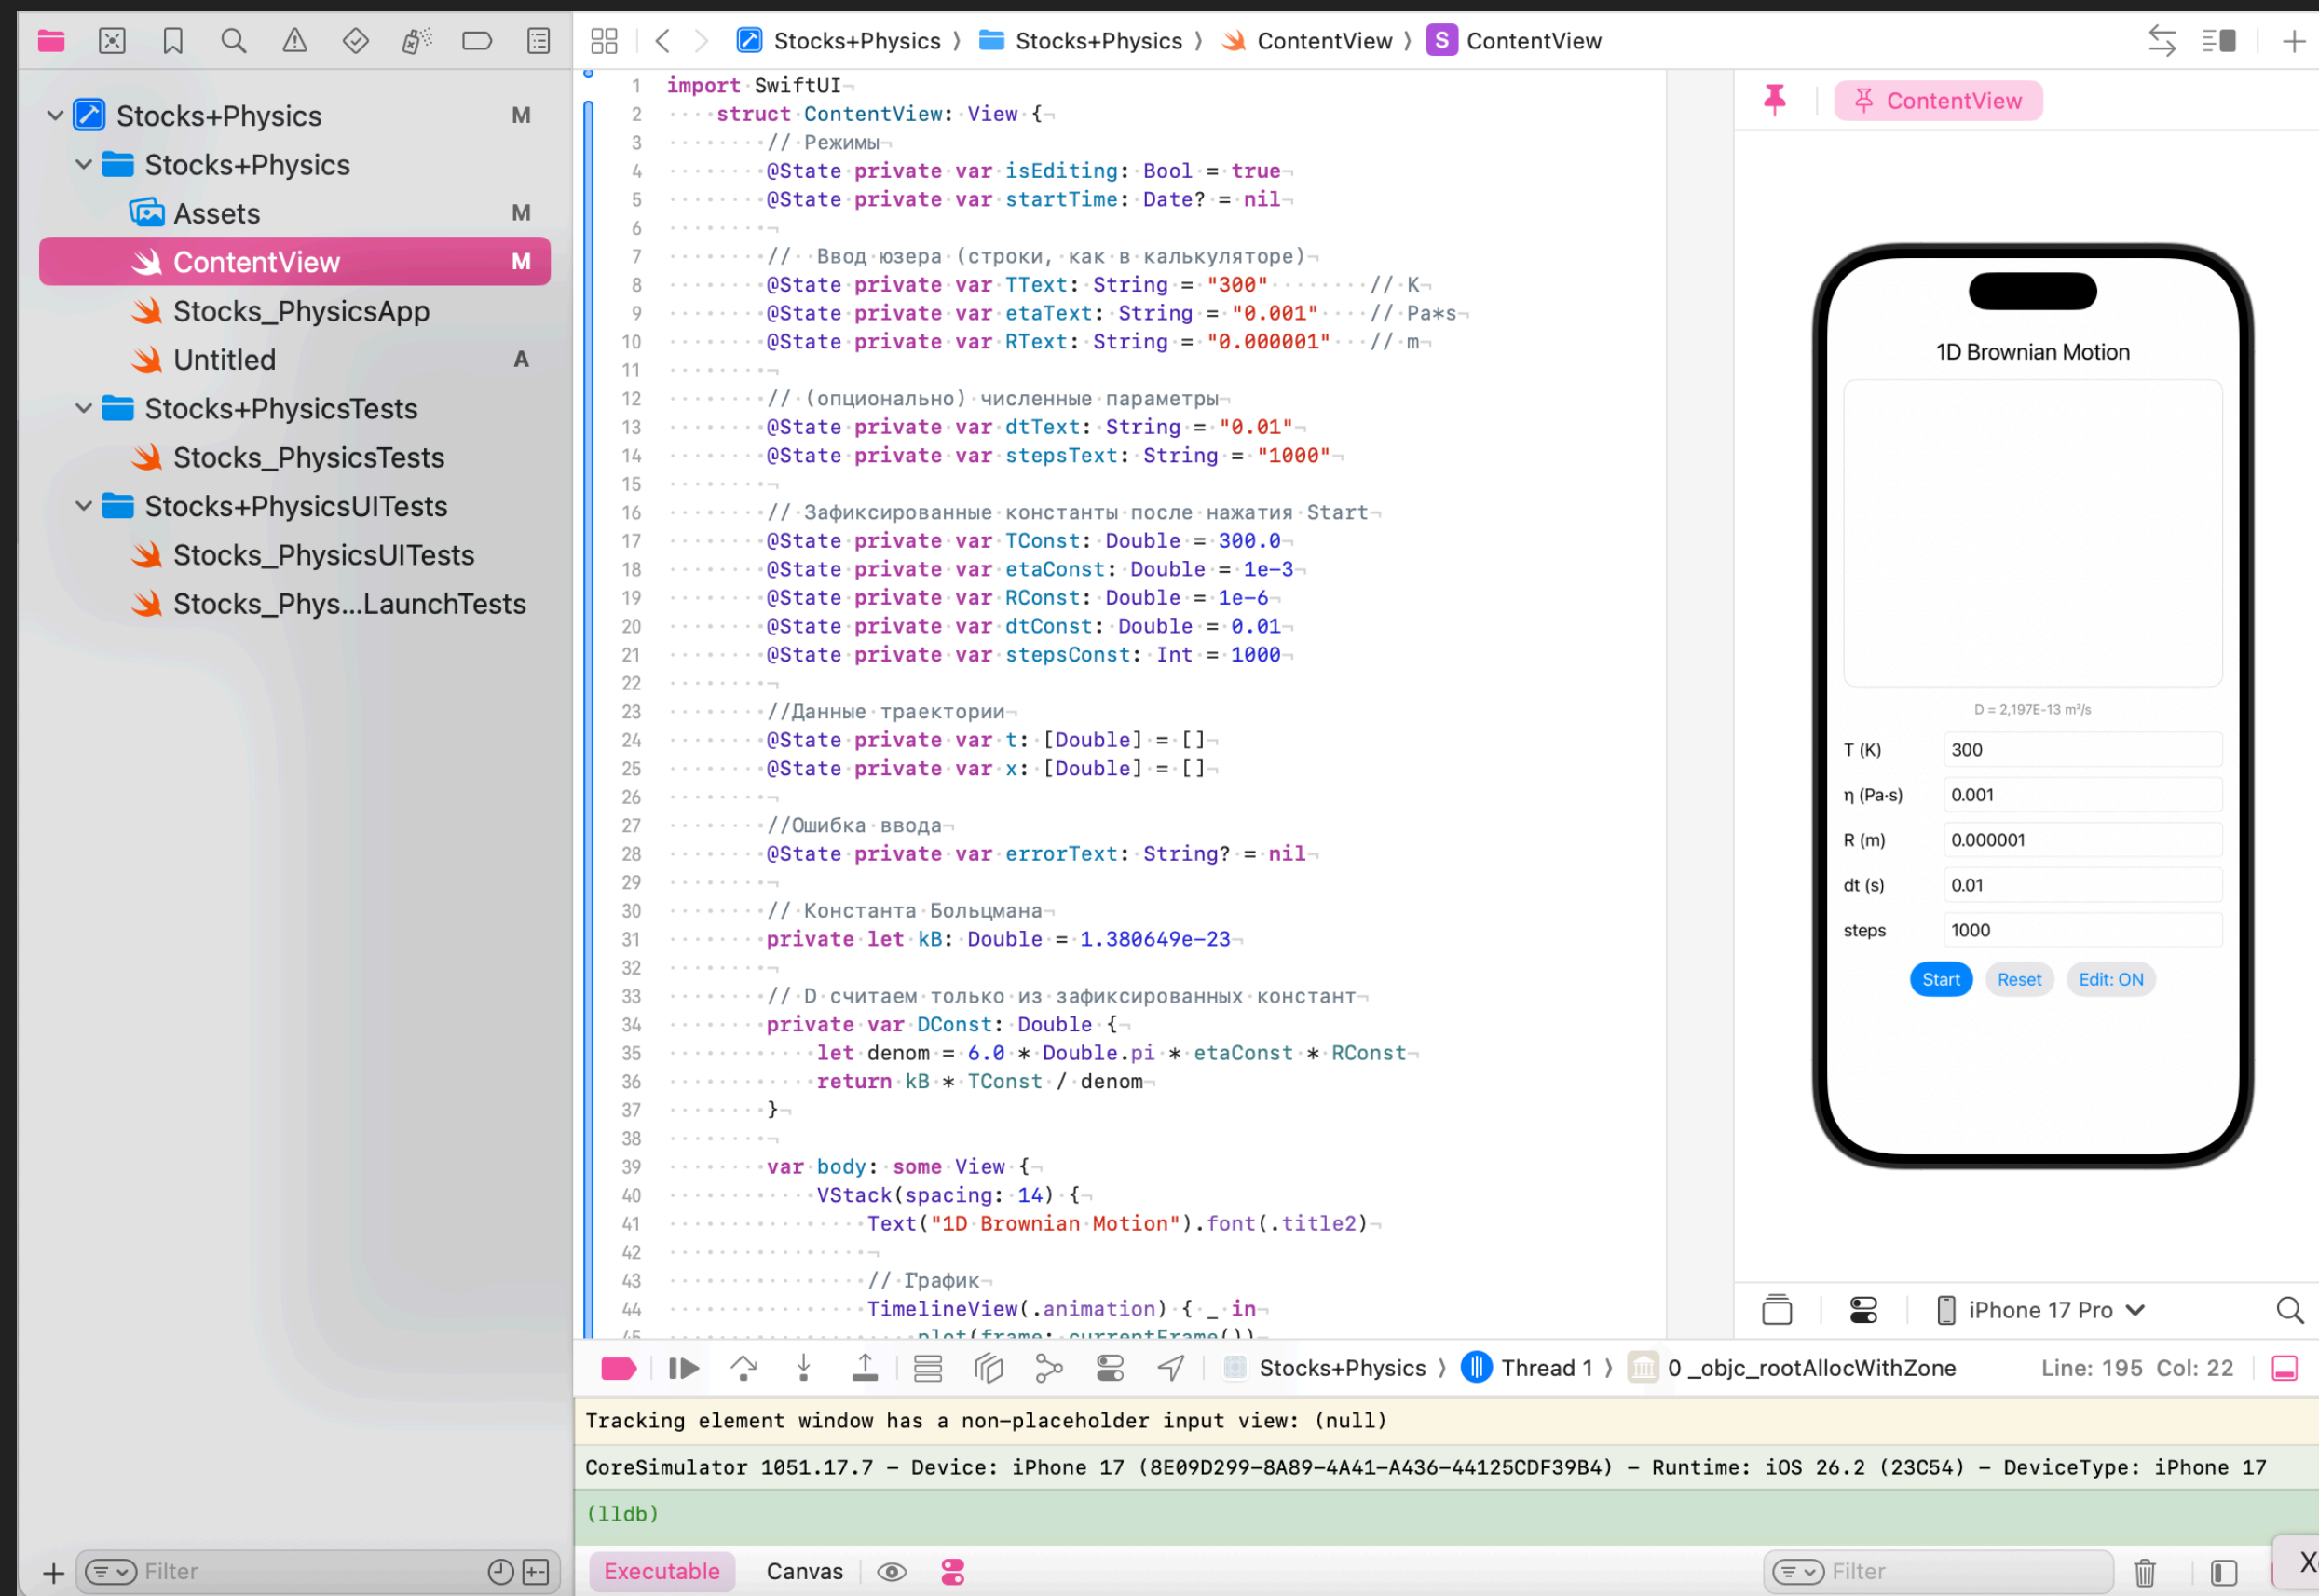 Stocks+Physics M
Stocks+Physics
Assets M
ContentView M
Stocks_PhysicsApp
Untitled A
Stocks+PhysicsTests
Stocks_PhysicsTests
Stocks+PhysicsUITests
Stocks_PhysicsUITests
Stocks_Phys...LaunchTests
Filter
Stocks+Physics Stocks+Physics ContentView S ContentView
1 import SwiftUI
2 struct ContentView: View {
3 // Режимы
4 @State private var isEditing: Bool = true
5 @State private var startTime: Date? = nil
6
7 // Ввод юзера (строки, как в калькуляторе)
8 @State private var TText: String = "300" // K
9 @State private var etaText: String = "0.001" // Pa*s
10 @State private var RText: String = "0.000001" // m
11
12 // (опционально) численные параметры
13 @State private var dtText: String = "0.01"
14 @State private var stepsText: String = "1000"
15
16 // Зафиксированные константы после нажатия Start
17 @State private var TConst: Double = 300.0
18 @State private var etaConst: Double = 1e-3
19 @State private var RConst: Double = 1e-6
20 @State private var dtConst: Double = 0.01
21 @State private var stepsConst: Int = 1000
22
23 //Данные траектории
24 @State private var t: [Double] = []
25 @State private var x: [Double] = []
26
27 //Ошибка ввода
28 @State private var errorText: String? = nil
29
30 // Константа Больцмана
31 private let kB: Double = 1.380649e-23
32
33 // D считаем только из зафиксированных констант
34 private var DConst: Double {
35 let denom = 6.0 * Double.pi * etaConst * RConst
36 return kB * TConst / denom
37 }
38
39 var body: some View {
40 VStack(spacing: 14) {
41 Text("1D Brownian Motion").font(.title2)
42
43 // График
44 TimelineView(.animation) { _ in
45 plot(frame: currentFrame())
ContentView
1D Brownian Motion
D = 2,197E-13 m²/s
T (K) 300
η (Pa·s) 0.001
R (m) 0.000001
dt (s) 0.01
steps 1000
Start Reset Edit: ON
iPhone 17 Pro
Stocks+Physics Thread 1 0 _objc_rootAllocWithZone Line: 195 Col: 22
Tracking element window has a non-placeholder input view: (null)
CoreSimulator 1051.17.7 – Device: iPhone 17 (8E09D299-8A89-4A41-A436-44125CDF39B4) – Runtime: iOS 26.2 (23C54) – DeviceType: iPhone 17
(lldb)
Executable Canvas Filter